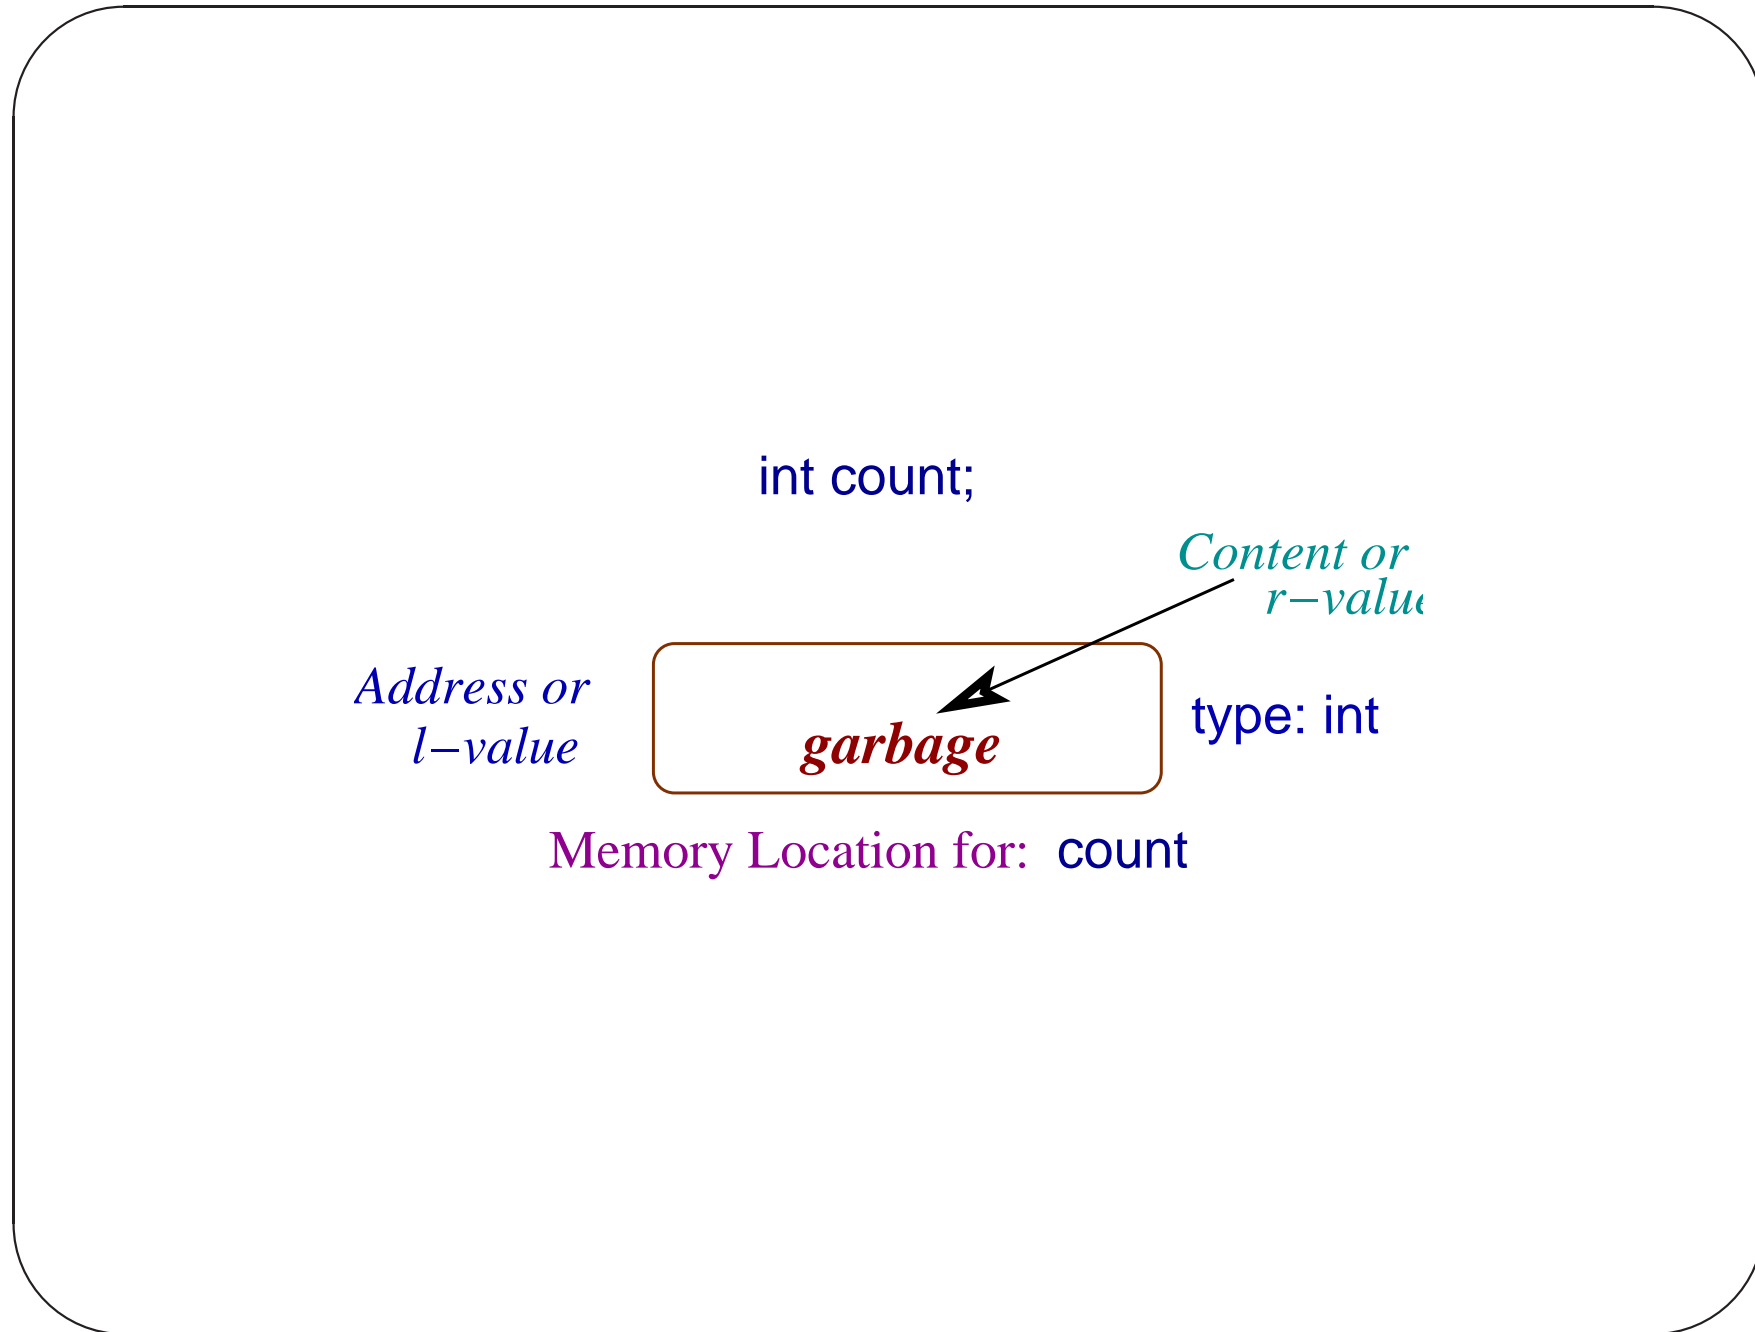 int count;
Content or
r−value
Address or
l−value
garbage
type: int
Memory Location for: count